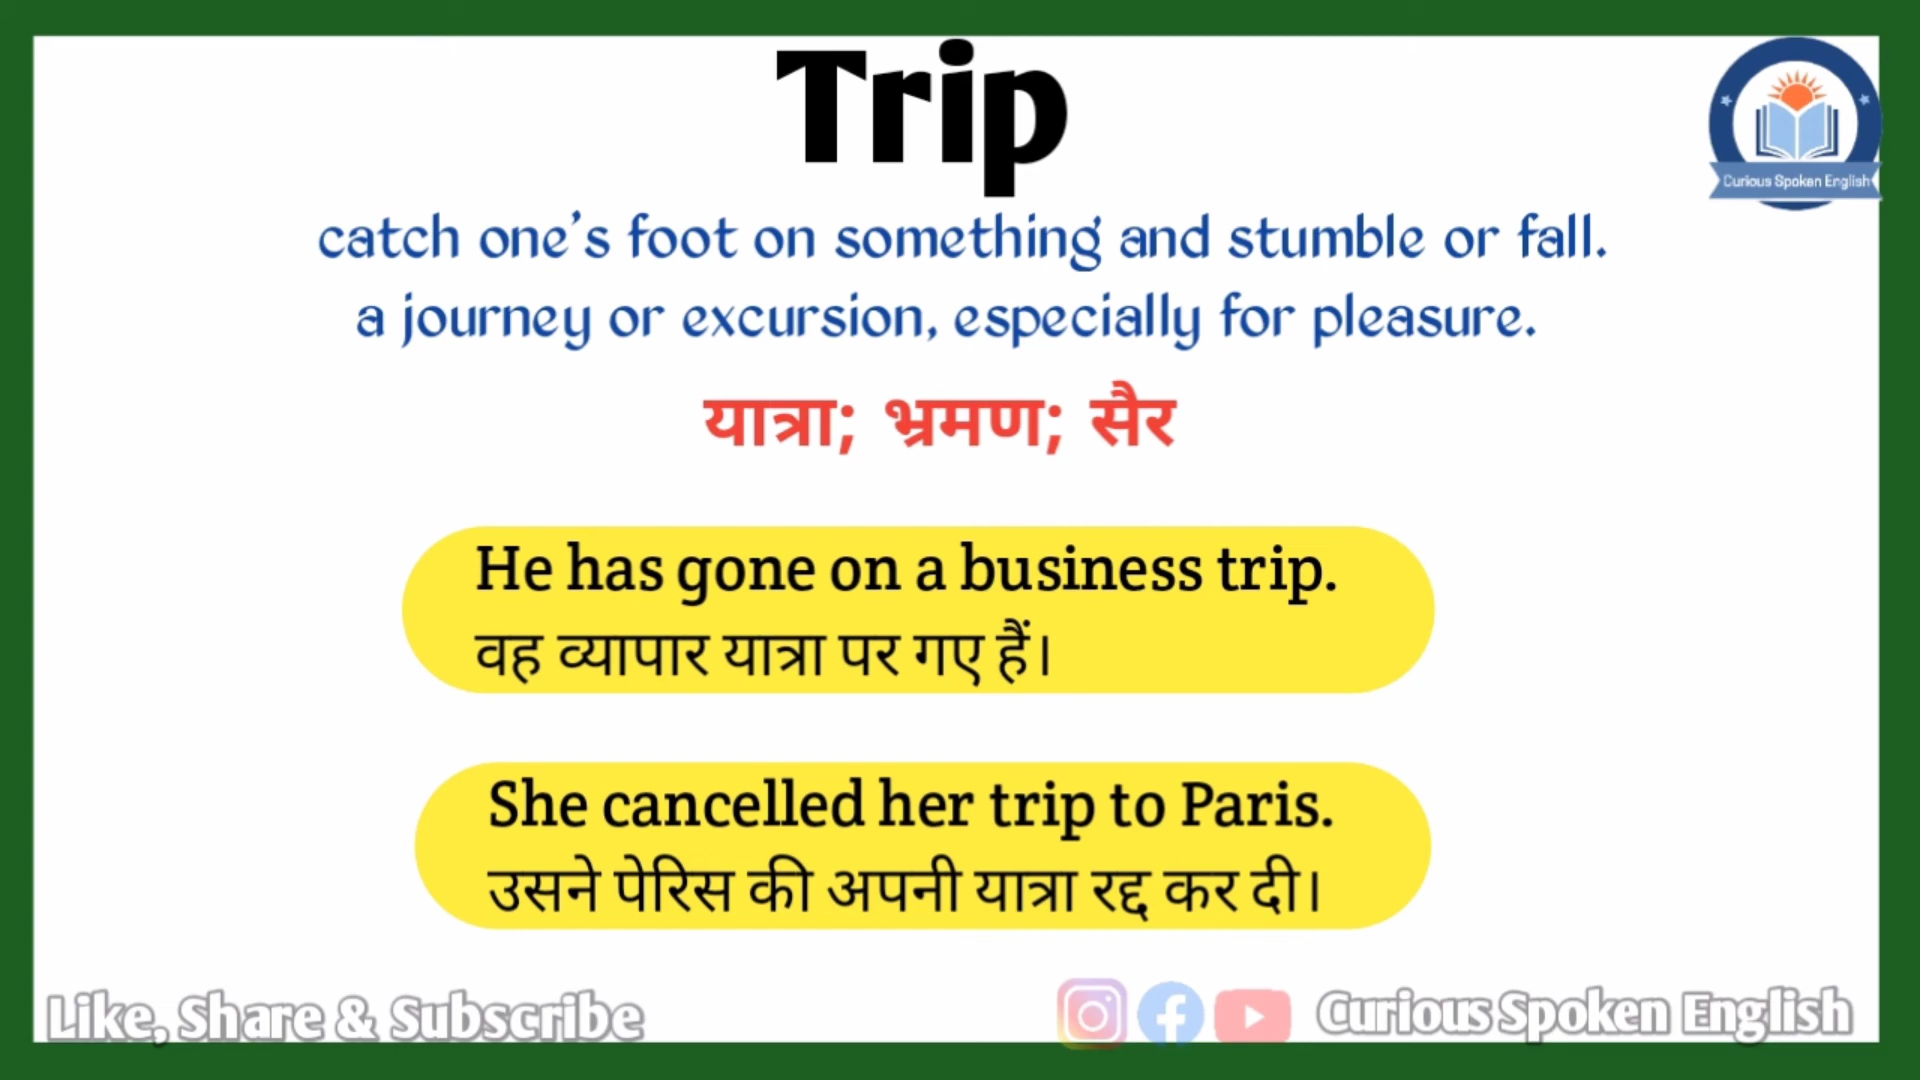 Trip
Curious Spoken English
catch one's foot on something and stumble or fall.
a journey or excursion, especially for pleasure.
यात्रा; भ्रमण; सैर
He has gone on a business trip.
वह व्यापार यात्रा पर गए हैं।
She cancelled her trip to Paris.
उसने पेरिस की अपनी यात्रा रद्द कर दी।
Like, Share & Subscribe
Curious Spoken English